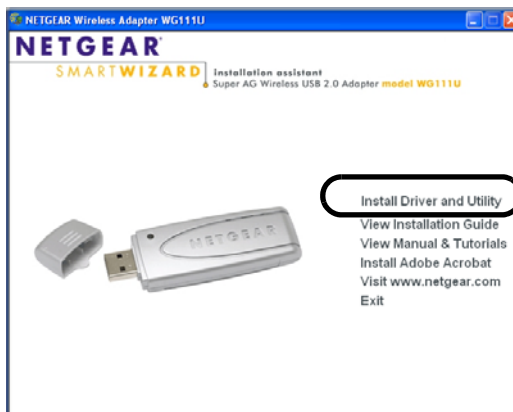 NETGEAR Wireless Adapter WG111U
NETGEAR
SMARTWIZARD
Installation assistant
Super AG Wireless USB 2.0 Adapter model WG111U
NETGEAR
Install Driver and Utility
View Installation Guide
View Manual & Tutorials
Install Adobe Acrobat
Visit www.netgear.com
Exit